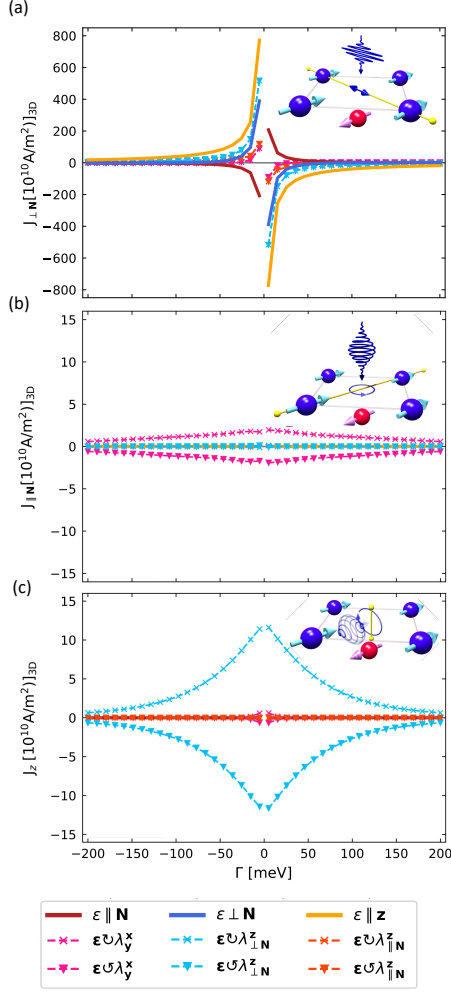 (a)
800
600
400
200
0
−200
−400
−600
−800
J⊥N[10¹⁰A/m²)]3D
(b)
15
10
5
0
−5
−10
−15
J∥N[10¹⁰A/m²)]3D
(c)
15
10
5
0
−5
−10
−15
Jz [10¹⁰A/m²)]3D
−200 −150 −100 −50 0 50 100 150 200
Γ [meV]
ε ∥ N ε ⊥ N ε ∥ z
ε↻λxy ε↻λz⊥N ε↻λz∥N
ε↺λxy ε↺λz⊥N ε↺λz∥N